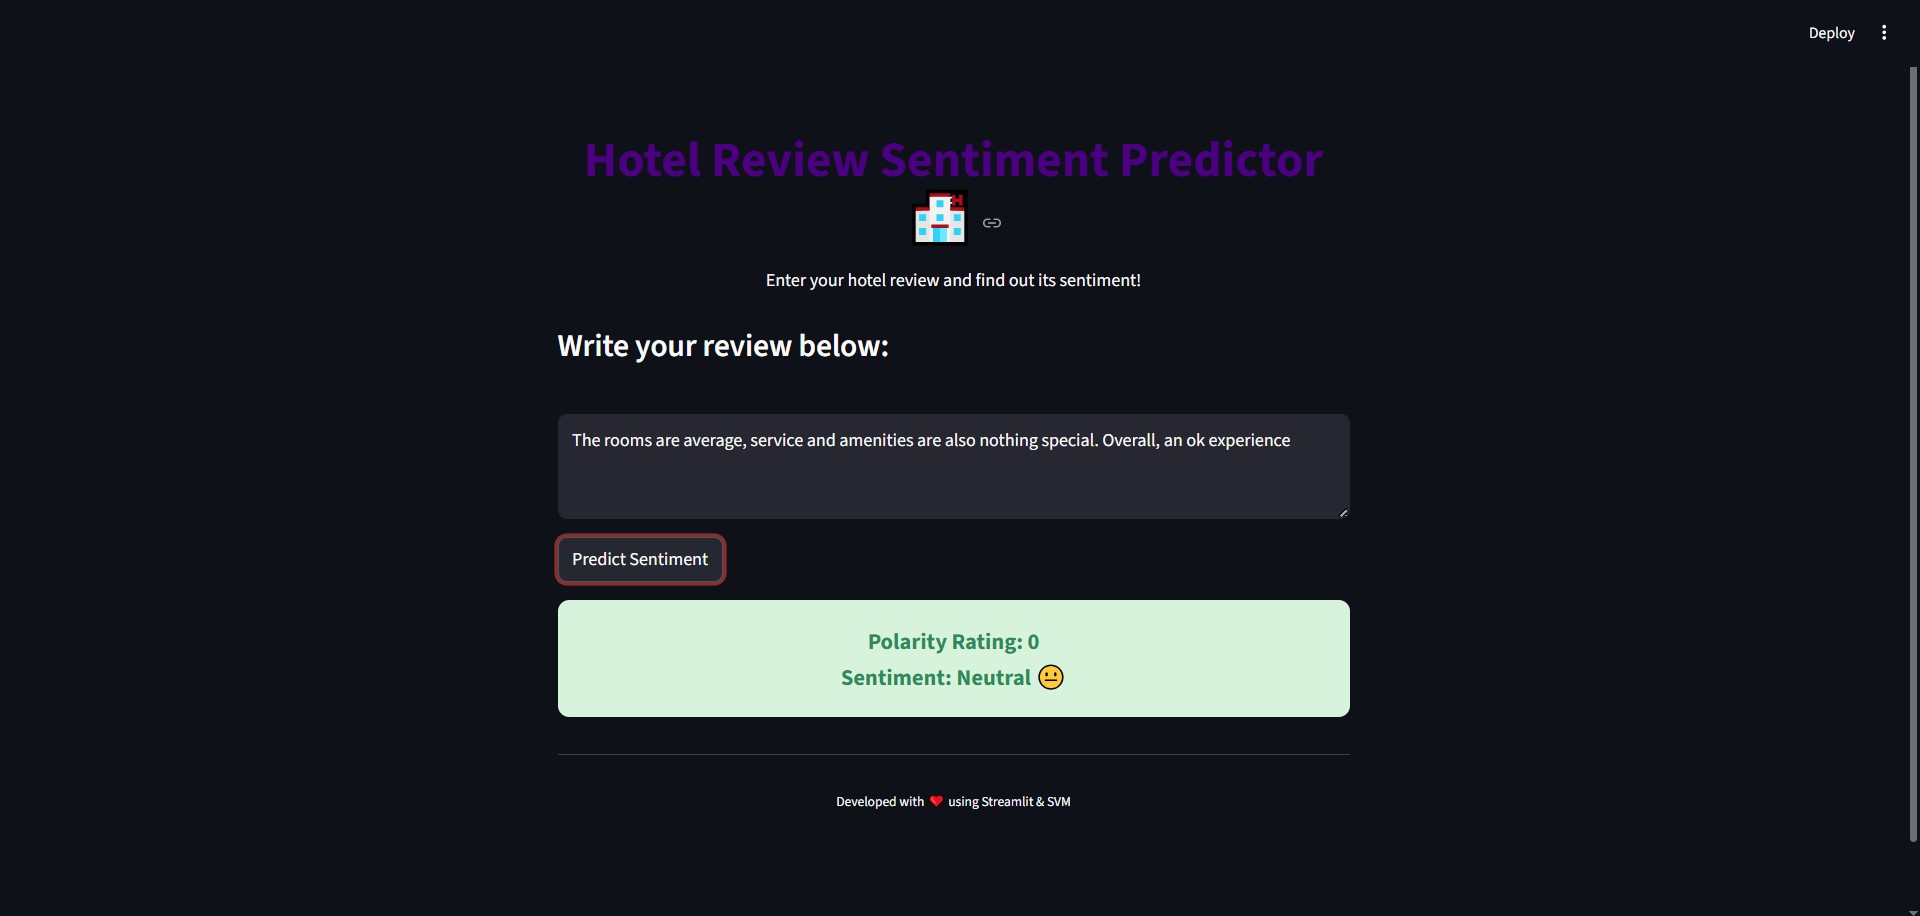 Deploy
Hotel Review Sentiment Predictor
Enter your hotel review and find out its sentiment!
Write your review below:
The rooms are average, service and amenities are also nothing special. Overall, an ok experience
Predict Sentiment
Polarity Rating: 0
Sentiment: Neutral 😐
Developed with ❤️ using Streamlit & SVM